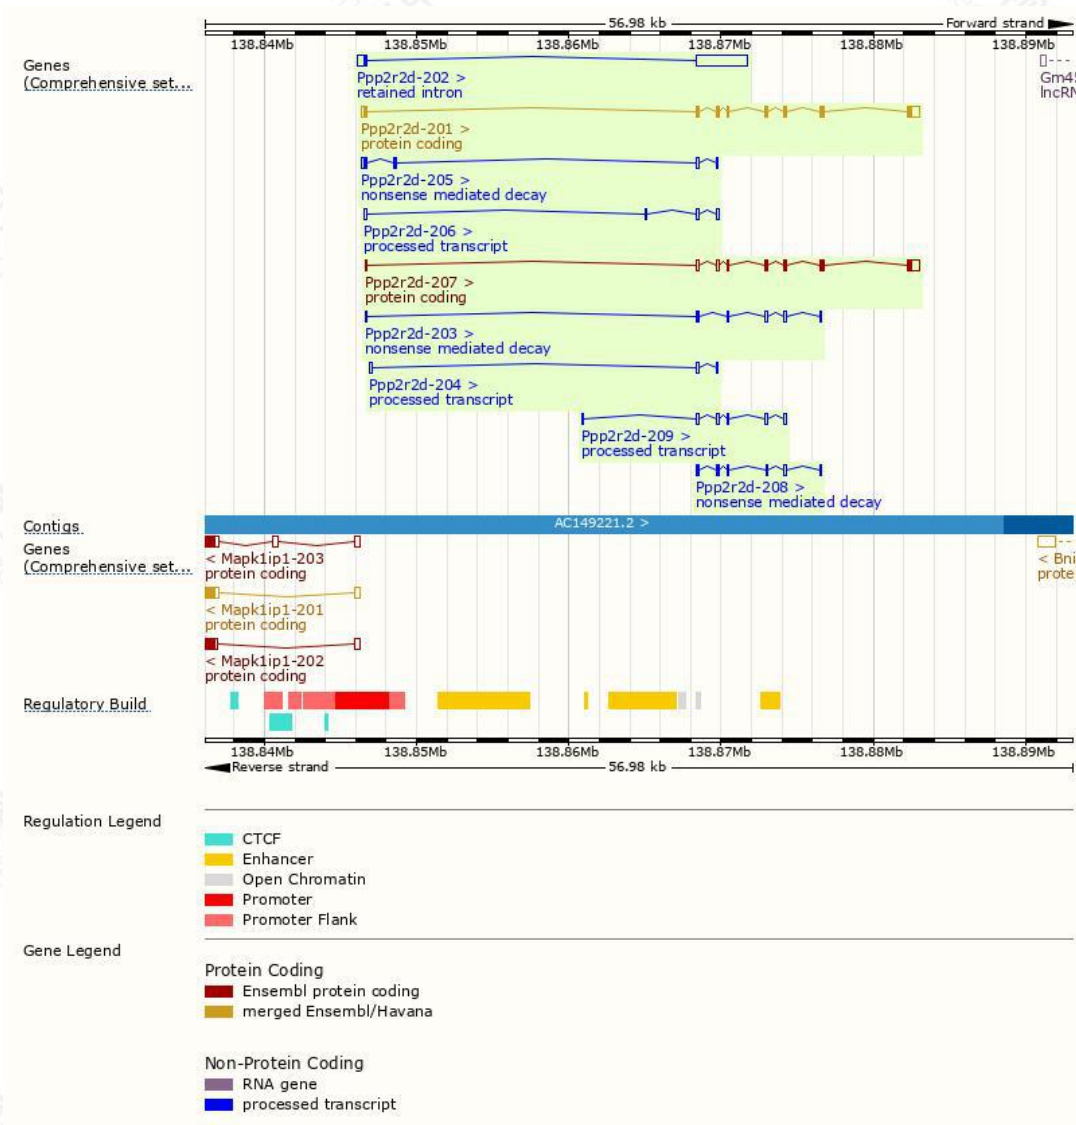 56.98 kb Forward strand
138.84Mb 138.85Mb 138.86Mb 138.87Mb 138.88Mb 138.89Mb
Genes
(Comprehensive set...
Ppp2r2d-202 >
retained intron
Gm45
lncRN
Ppp2r2d-201 >
protein coding
Ppp2r2d-205 >
nonsense mediated decay
Ppp2r2d-206 >
processed transcript
Ppp2r2d-207 >
protein coding
Ppp2r2d-203 >
nonsense mediated decay
Ppp2r2d-204 >
processed transcript
Ppp2r2d-209 >
processed transcript
Ppp2r2d-208 >
nonsense mediated decay
Contigs
AC149221.2 >
Genes
(Comprehensive set...
< Mapk1ip1-203
protein coding
< Bni
prote
< Mapk1ip1-201
protein coding
< Mapk1ip1-202
protein coding
Regulatory Build
138.84Mb 138.85Mb 138.86Mb 138.87Mb 138.88Mb 138.89Mb
Reverse strand 56.98 kb
Regulation Legend
CTCF
Enhancer
Open Chromatin
Promoter
Promoter Flank
Gene Legend
Protein Coding
Ensembl protein coding
merged Ensembl/Havana
Non-Protein Coding
RNA gene
processed transcript